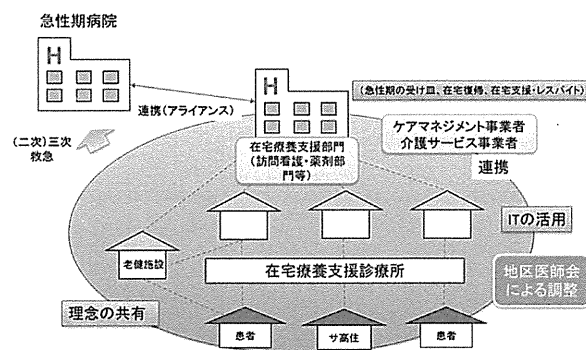 急性期病院
H
H
連携(アライアンス)
(急性期の受け皿、在宅復帰、在宅支援・レスパイト)
(二次)三次
救急
在宅療養支援部門
(訪問看護・薬剤部
門等)
ケアマネジメント事業者
介護サービス事業者
連携
ITの活用
老健施設
在宅療養支援診療所
地区医師会
による調整
理念の共有
患者
サ高住
患者